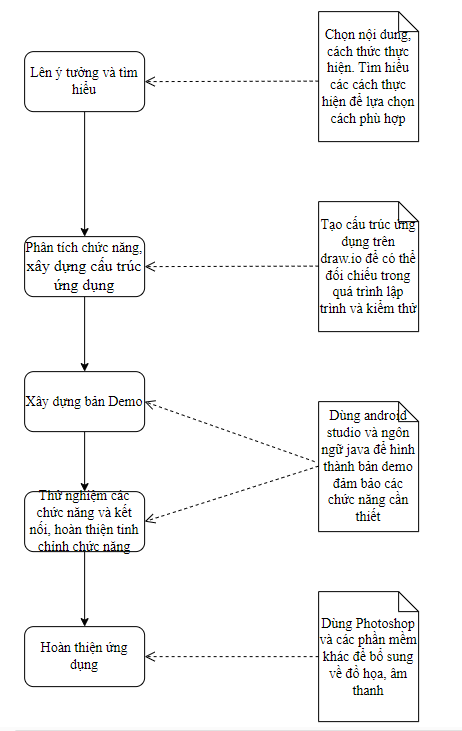 Lên ý tưởng và tìm
hiểu
Chọn nội dung,
cách thức thực
hiện. Tìm hiểu
các cách thực
hiện để lựa chọn
cách phù hợp
Phân tích chức năng,
xây dựng cấu trúc
ứng dụng
Tạo cấu trúc ứng
dụng trên
draw.io để có thể
đối chiếu trong
quá trình lập
trình và kiểm thử
Xây dựng bản Demo
Thử nghiệm các
chức năng và kết
nối, hoàn thiện tinh
chỉnh chức năng
Dùng android
studio và ngôn
ngữ java để hình
thành bản demo
đảm bảo các
chức năng cần
thiết
Hoàn thiện ứng
dụng
Dùng Photoshop
và các phần mềm
khác để bổ sung
về đồ họa, âm
thanh